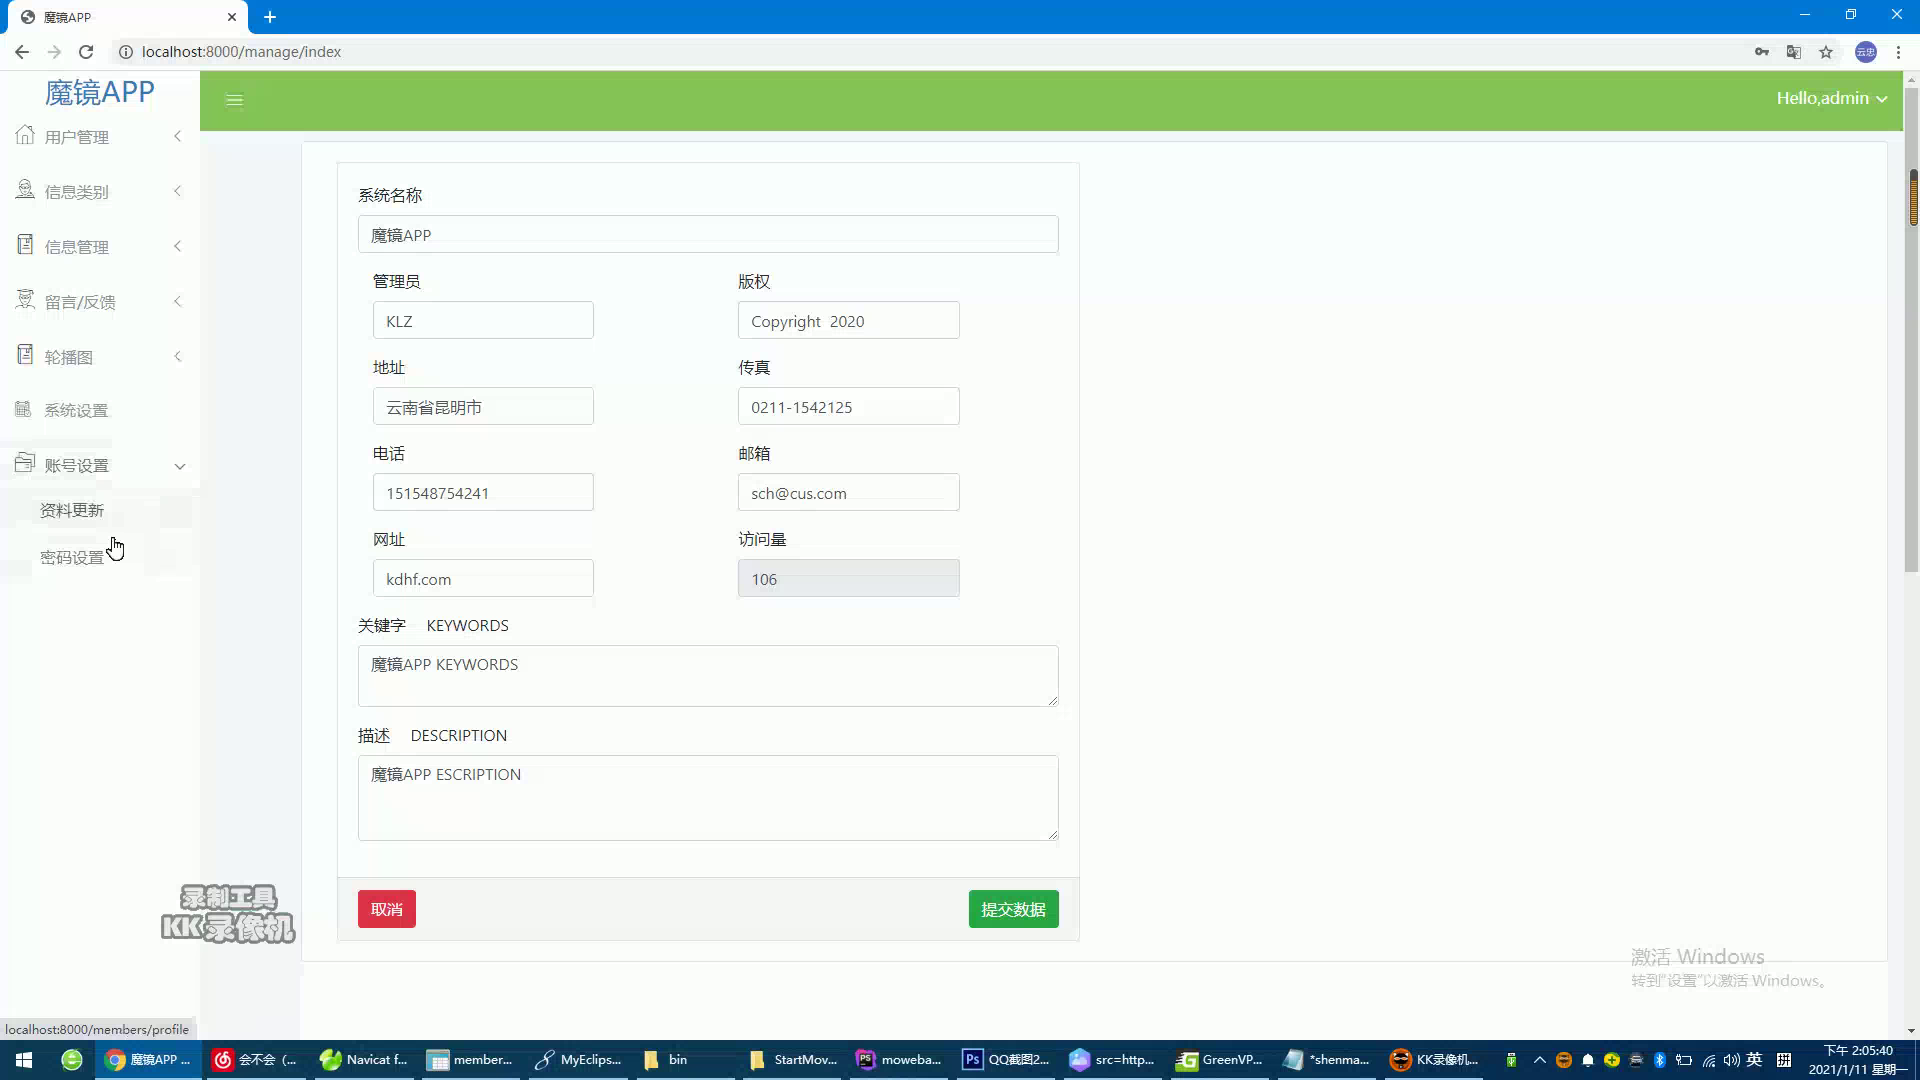 魔镜APP
localhost:8000/manage/index
云忠
魔镜APP
Hello,admin
用户管理
信息类别
信息管理
留言/反馈
轮播图
系统设置
账号设置
资料更新
密码设置
系统名称
魔镜APP
管理员
版权
KLZ
Copyright 2020
地址
传真
云南省昆明市
0211-1542125
电话
邮箱
151548754241
sch@cus.com
网址
访问量
kdhf.com
106
关键字 KEYWORDS
魔镜APP KEYWORDS
描述 DESCRIPTION
魔镜APP ESCRIPTION
取消
提交数据
录制工具
KK录像机
激活 Windows
转到"设置"以激活 Windows。
localhost:8000/members/profile
魔镜APP ...
会不会 (...
Navicat f...
member...
MyEclips...
bin
StartMov...
moweba...
QQ截图2...
src=http...
GreenVP...
*shenma...
KK录像机...
英
拼
下午 2:05:40
2021/1/11 星期一